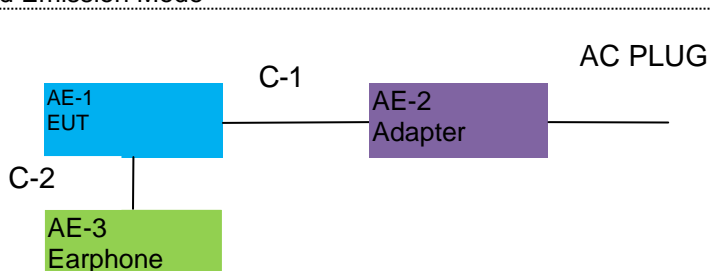 Emission Mode
AC PLUG
C-1
AE-1
EUT
AE-2
Adapter
C-2
AE-3
Earphone